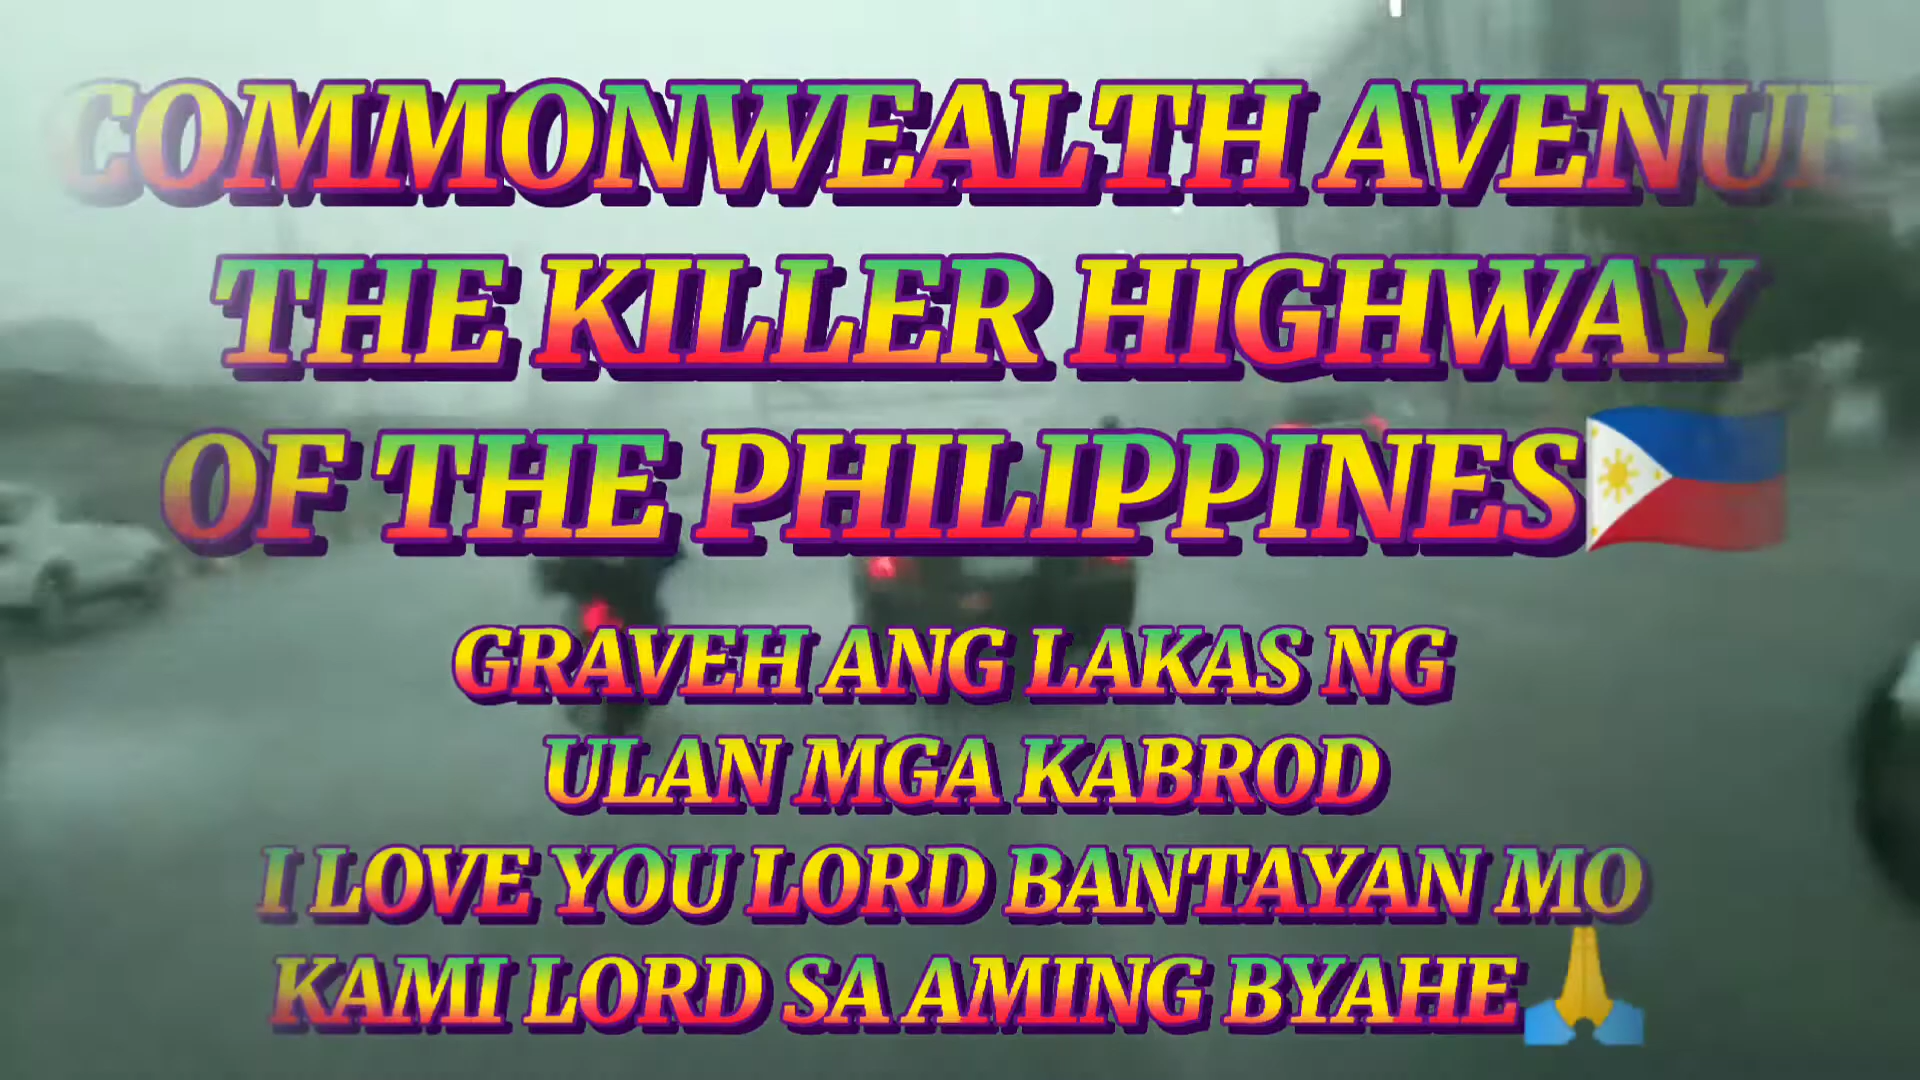 COMMONWEALTH AVENUE
THE KILLER HIGHWAY
OF THE PHILIPPINES🇵🇭
GRAVEH ANG LAKAS NG
ULAN MGA KABROD
I LOVE YOU LORD BANTAYAN MO
KAMI LORD SA AMING BYAHE🙏